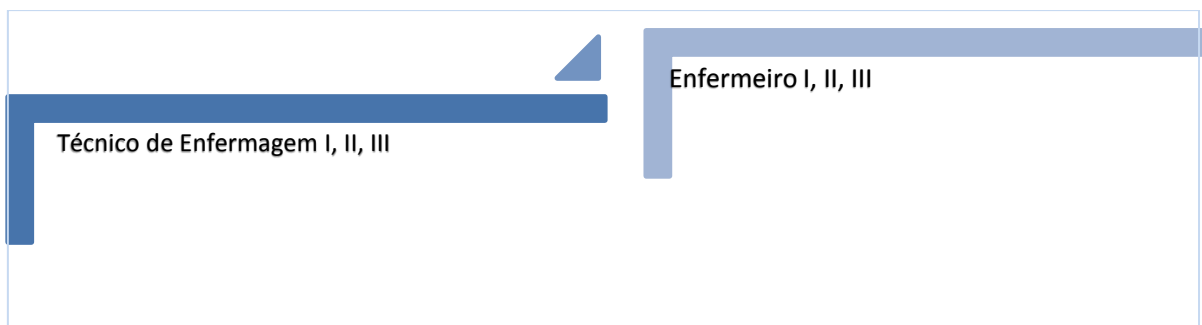 Técnico de Enfermagem I, II, III
Enfermeiro I, II, III